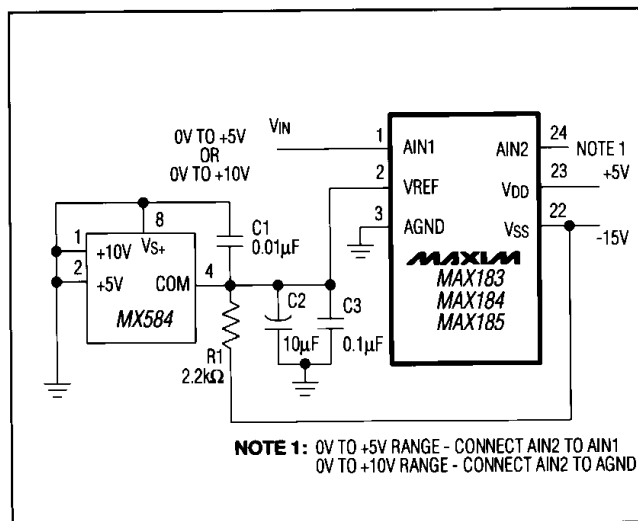 0V TO +5V
OR
0V TO +10V
VIN
1
AIN1
AIN2
24
NOTE 1
2
VREF
VDD
23
+5V
3
AGND
VSS
22
-15V
MAXIM
MAX183
MAX184
MAX185
8
VS+
1
+10V
2
+5V
COM
4
MX584
C1
0.01µF
C2
10µF
C3
0.1µF
R1
2.2kΩ
NOTE 1: 0V TO +5V RANGE - CONNECT AIN2 TO AIN1
0V TO +10V RANGE - CONNECT AIN2 TO AGND